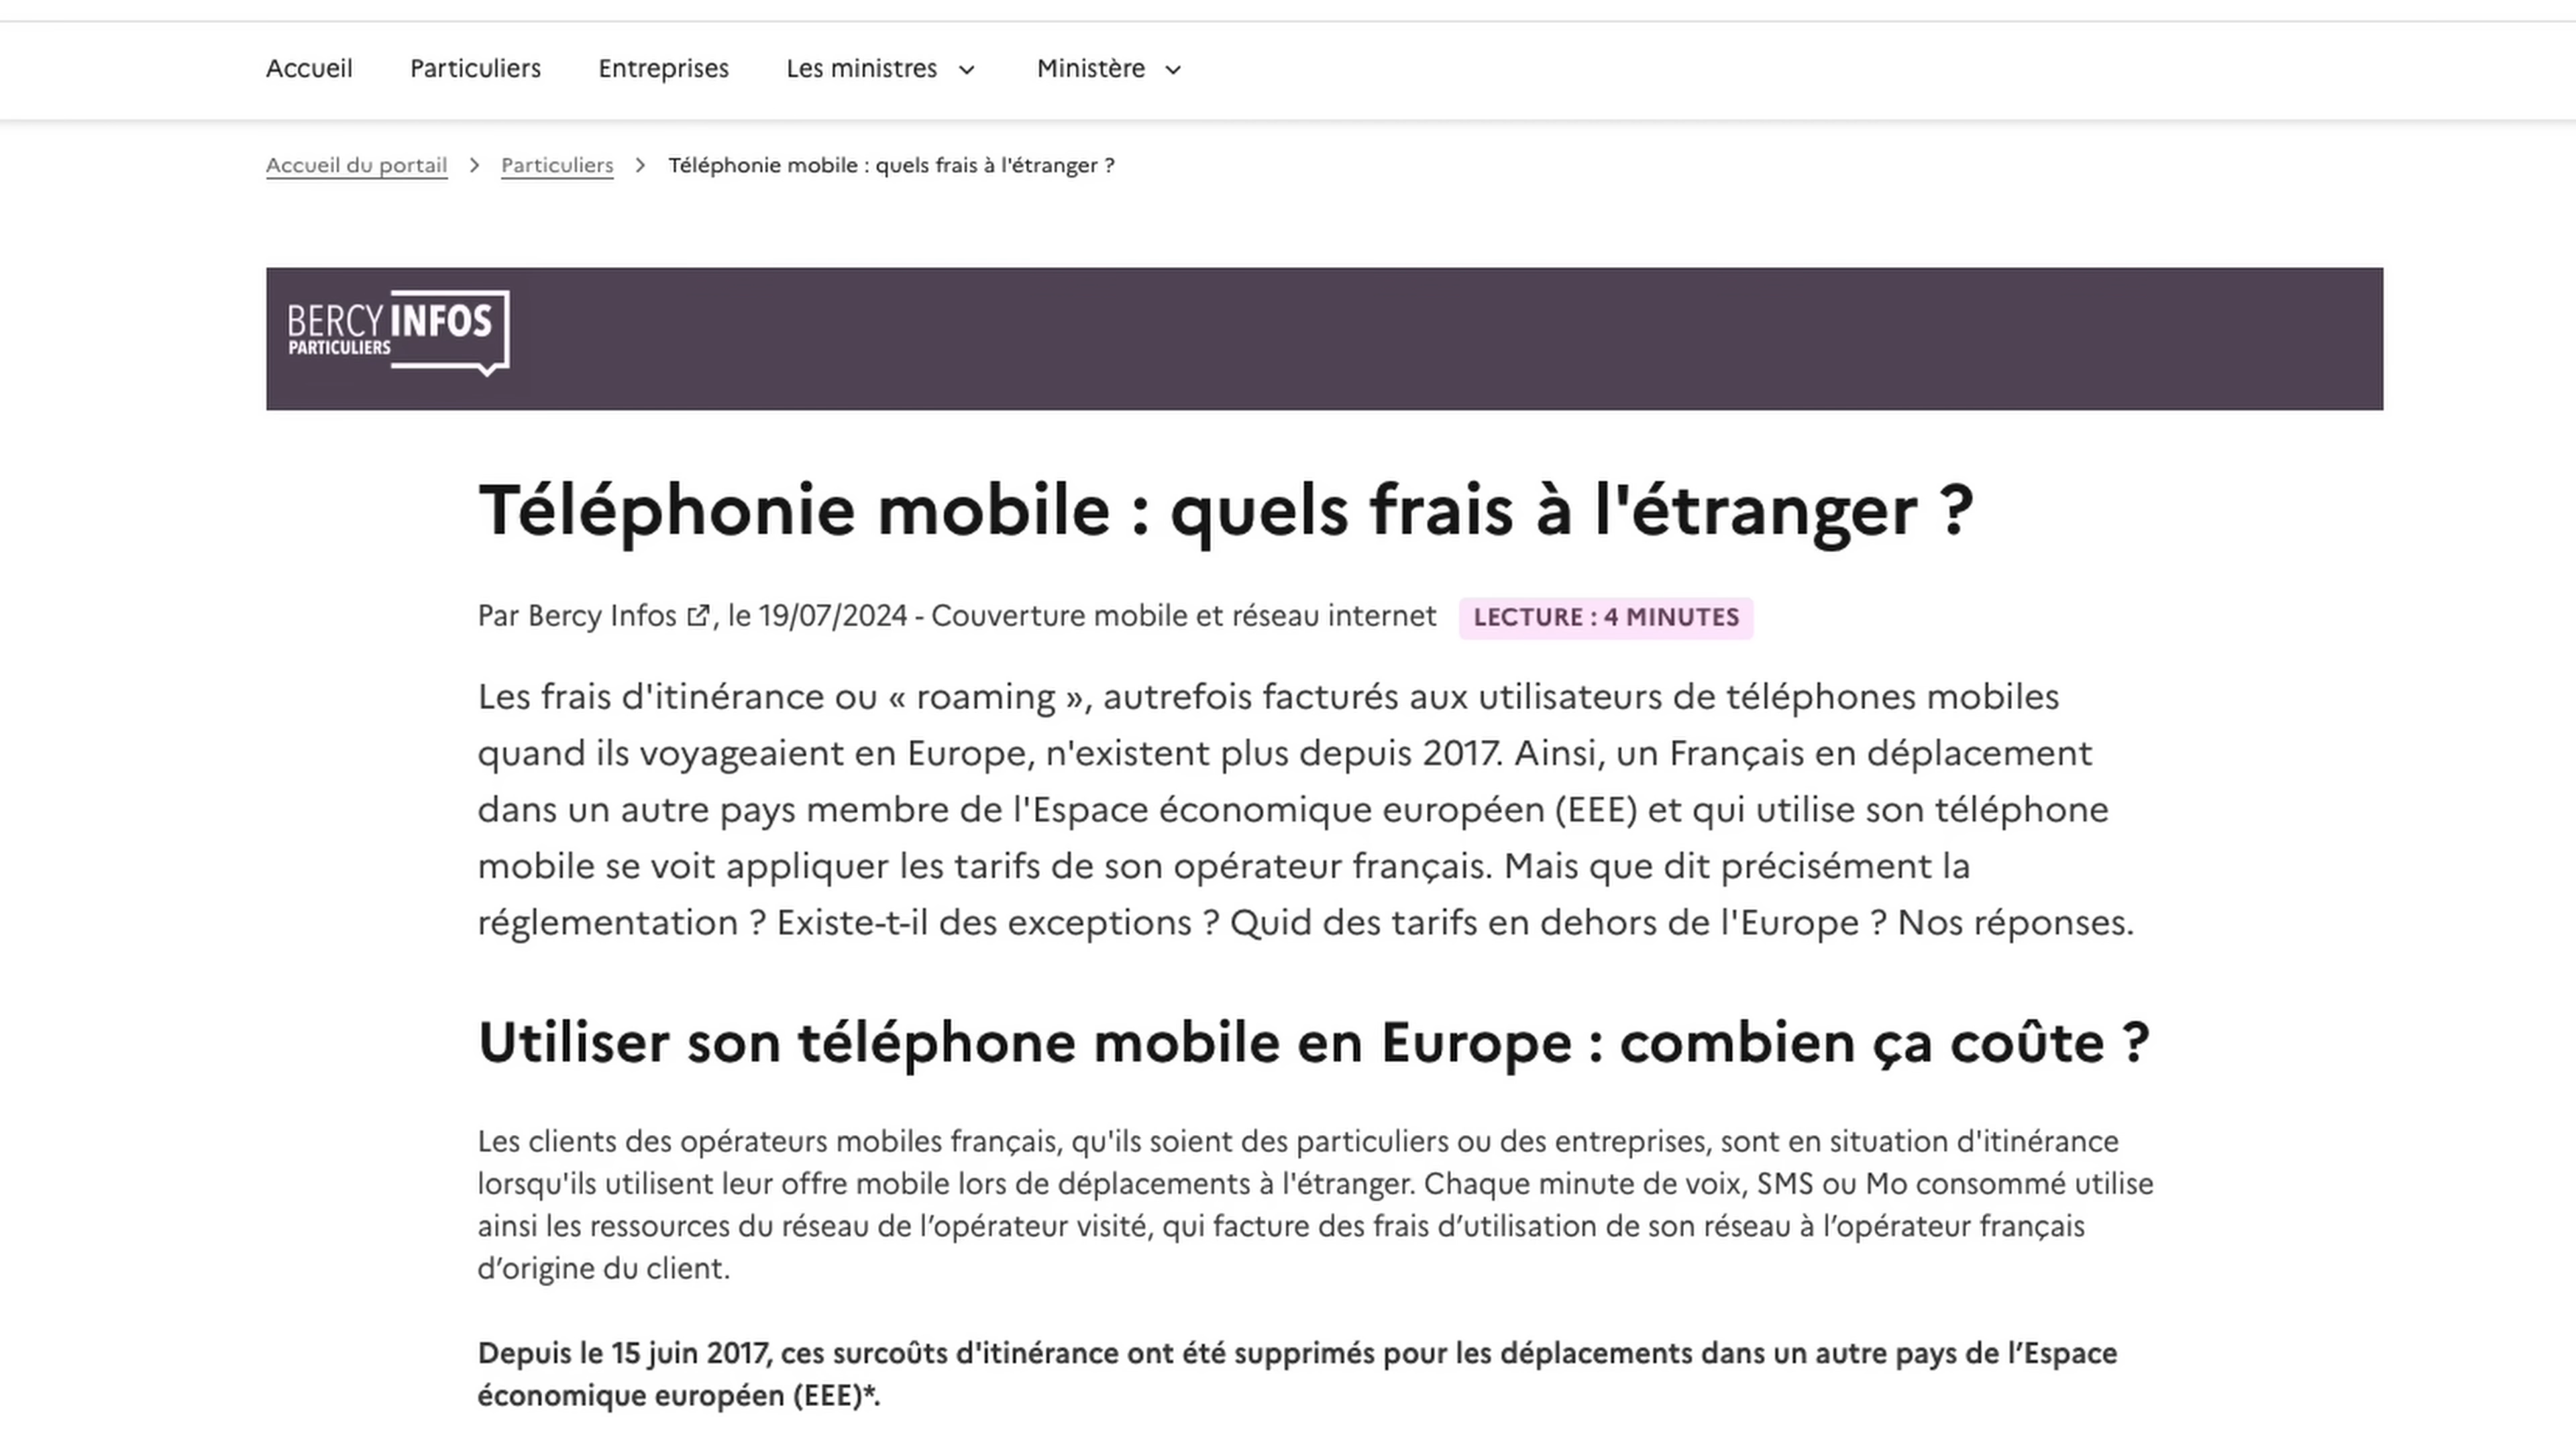 Accueil Particuliers Entreprises Les ministres Ministère
Accueil du portail Particuliers Téléphonie mobile : quels frais à l'étranger ?
BERCY INFOS
PARTICULIERS
Téléphonie mobile : quels frais à l'étranger ?
Par Bercy Infos , le 19/07/2024 - Couverture mobile et réseau internet LECTURE : 4 MINUTES
Les frais d'itinérance ou « roaming », autrefois facturés aux utilisateurs de téléphones mobiles
quand ils voyageaient en Europe, n'existent plus depuis 2017. Ainsi, un Français en déplacement
dans un autre pays membre de l'Espace économique européen (EEE) et qui utilise son téléphone
mobile se voit appliquer les tarifs de son opérateur français. Mais que dit précisément la
réglementation ? Existe-t-il des exceptions ? Quid des tarifs en dehors de l'Europe ? Nos réponses.
Utiliser son téléphone mobile en Europe : combien ça coûte ?
Les clients des opérateurs mobiles français, qu'ils soient des particuliers ou des entreprises, sont en situation d'itinérance
lorsqu'ils utilisent leur offre mobile lors de déplacements à l'étranger. Chaque minute de voix, SMS ou Mo consommé utilise
ainsi les ressources du réseau de l’opérateur visité, qui facture des frais d’utilisation de son réseau à l’opérateur français
d’origine du client.
Depuis le 15 juin 2017, ces surcoûts d'itinérance ont été supprimés pour les déplacements dans un autre pays de l’Espace
économique européen (EEE)*.